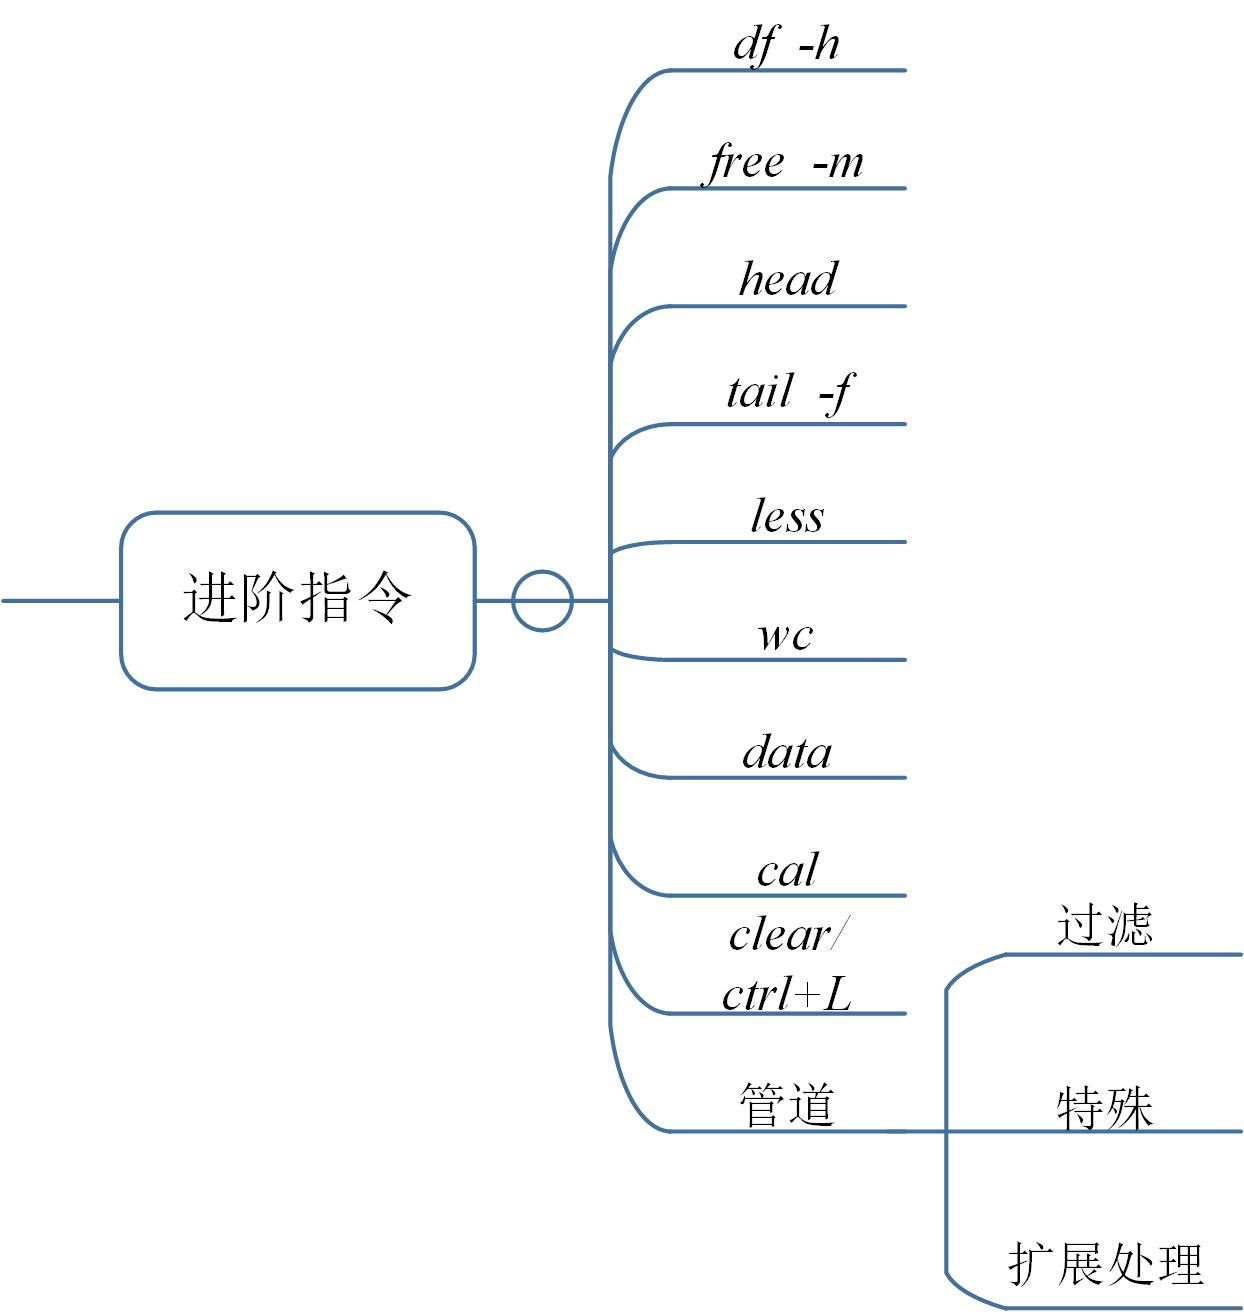 df -h
free -m
head
tail -f
less
进阶指令
wc
data
cal
clear/
ctrl+L
过滤
管道
特殊
扩展处理